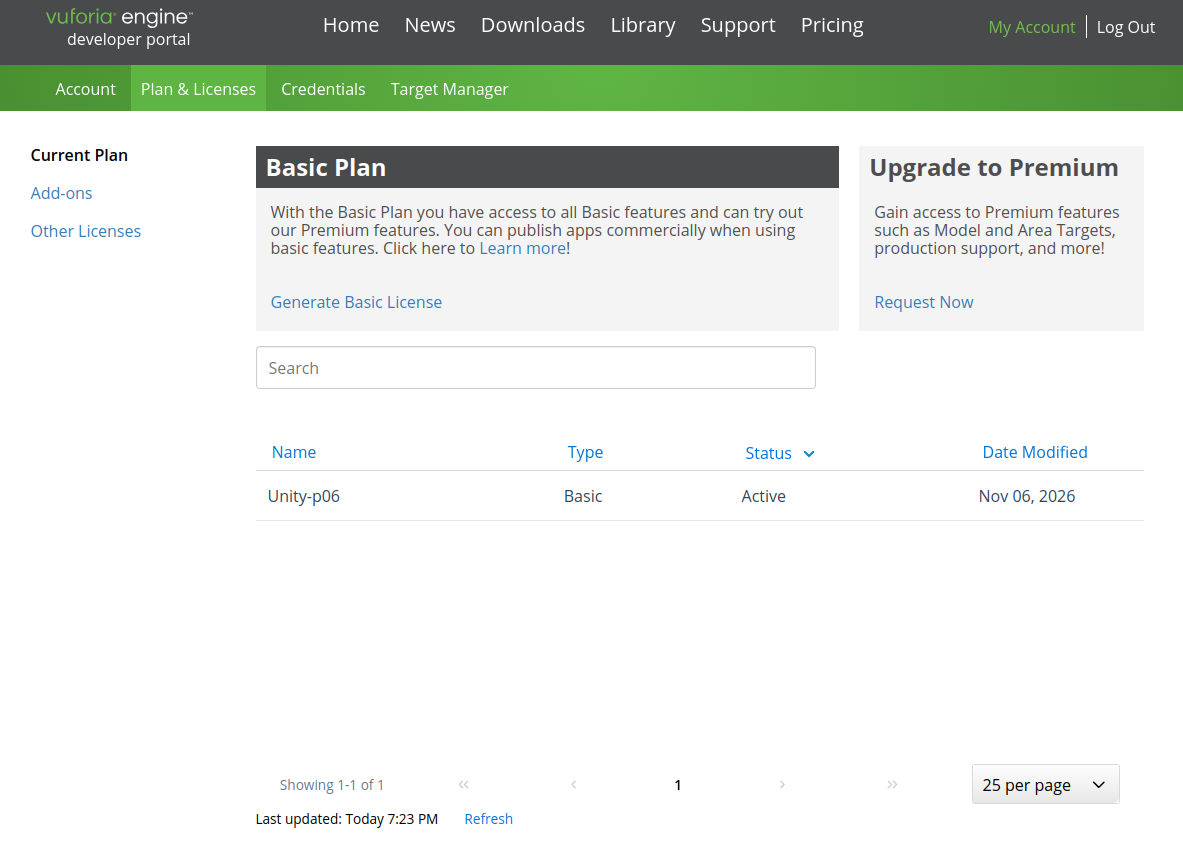 vuforia® engine™
developer portal
Home News Downloads Library Support Pricing
My Account Log Out
Account Plan & Licenses Credentials Target Manager
Current Plan
Add-ons
Other Licenses
Basic Plan
With the Basic Plan you have access to all Basic features and can try out
our Premium features. You can publish apps commercially when using
basic features. Click here to Learn more!
Generate Basic License
Upgrade to Premium
Gain access to Premium features
such as Model and Area Targets,
production support, and more!
Request Now
Search
Name Type Status Date Modified
Unity-p06 Basic Active Nov 06, 2026
Showing 1-1 of 1 « ‹ 1 › » 25 per page
Last updated: Today 7:23 PM Refresh